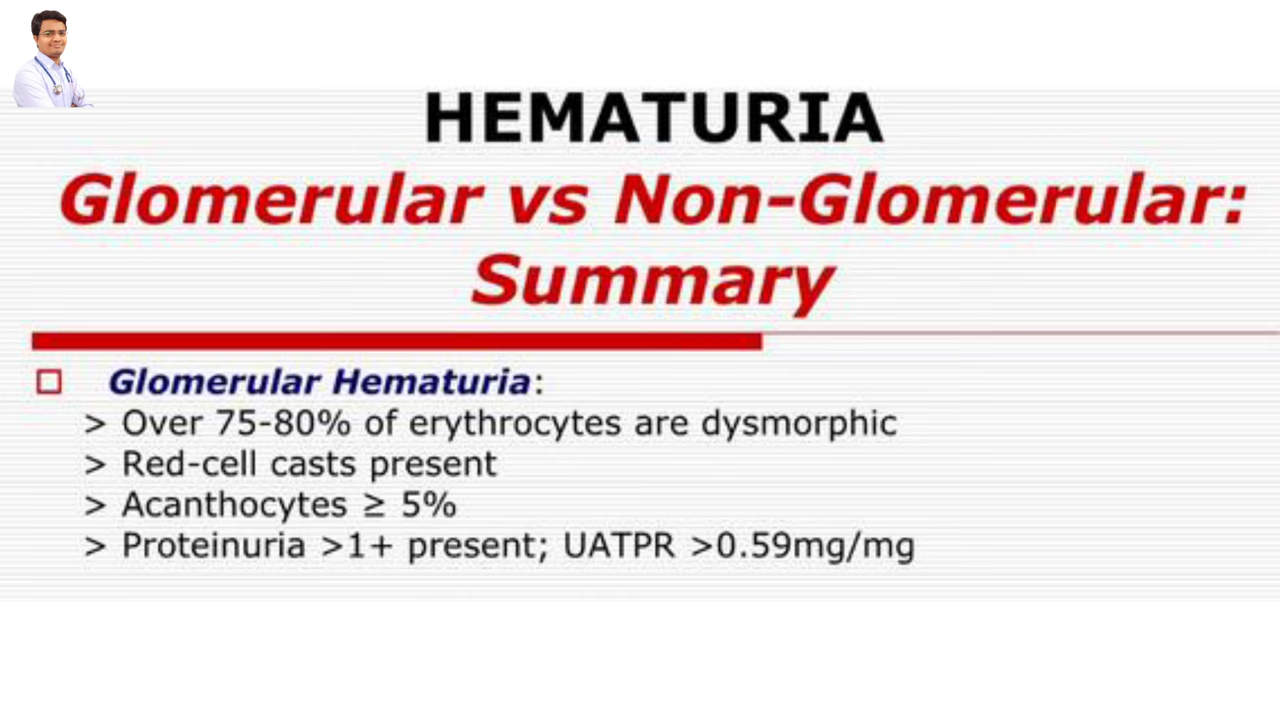 HEMATURIA
Glomerular vs Non-Glomerular:
Summary
Glomerular Hematuria:
> Over 75-80% of erythrocytes are dysmorphic
> Red-cell casts present
> Acanthocytes ≥ 5%
> Proteinuria >1+ present; UATPR >0.59mg/mg